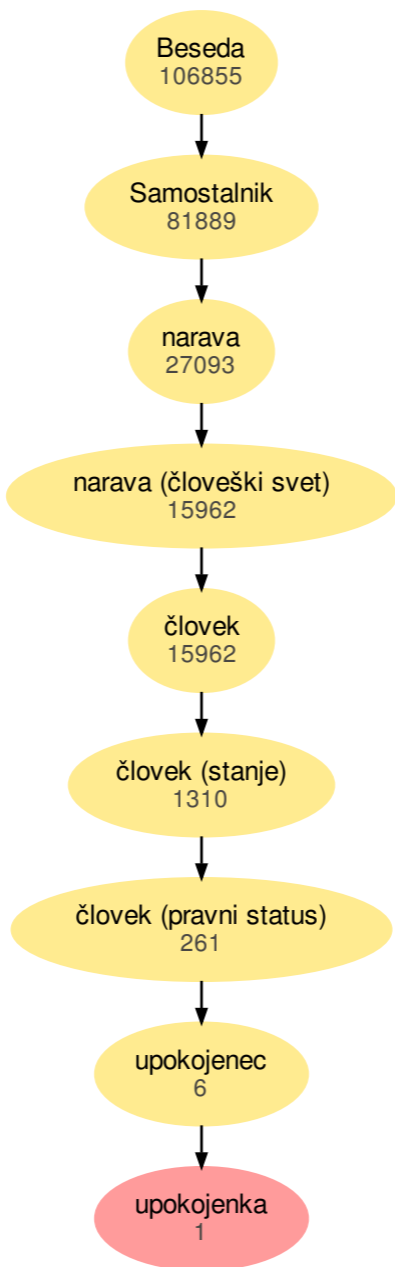 Beseda
106855
Samostalnik
81889
narava
27093
narava (človeški svet)
15962
človek
15962
človek (stanje)
1310
človek (pravni status)
261
upokojenec
6
upokojenka
1